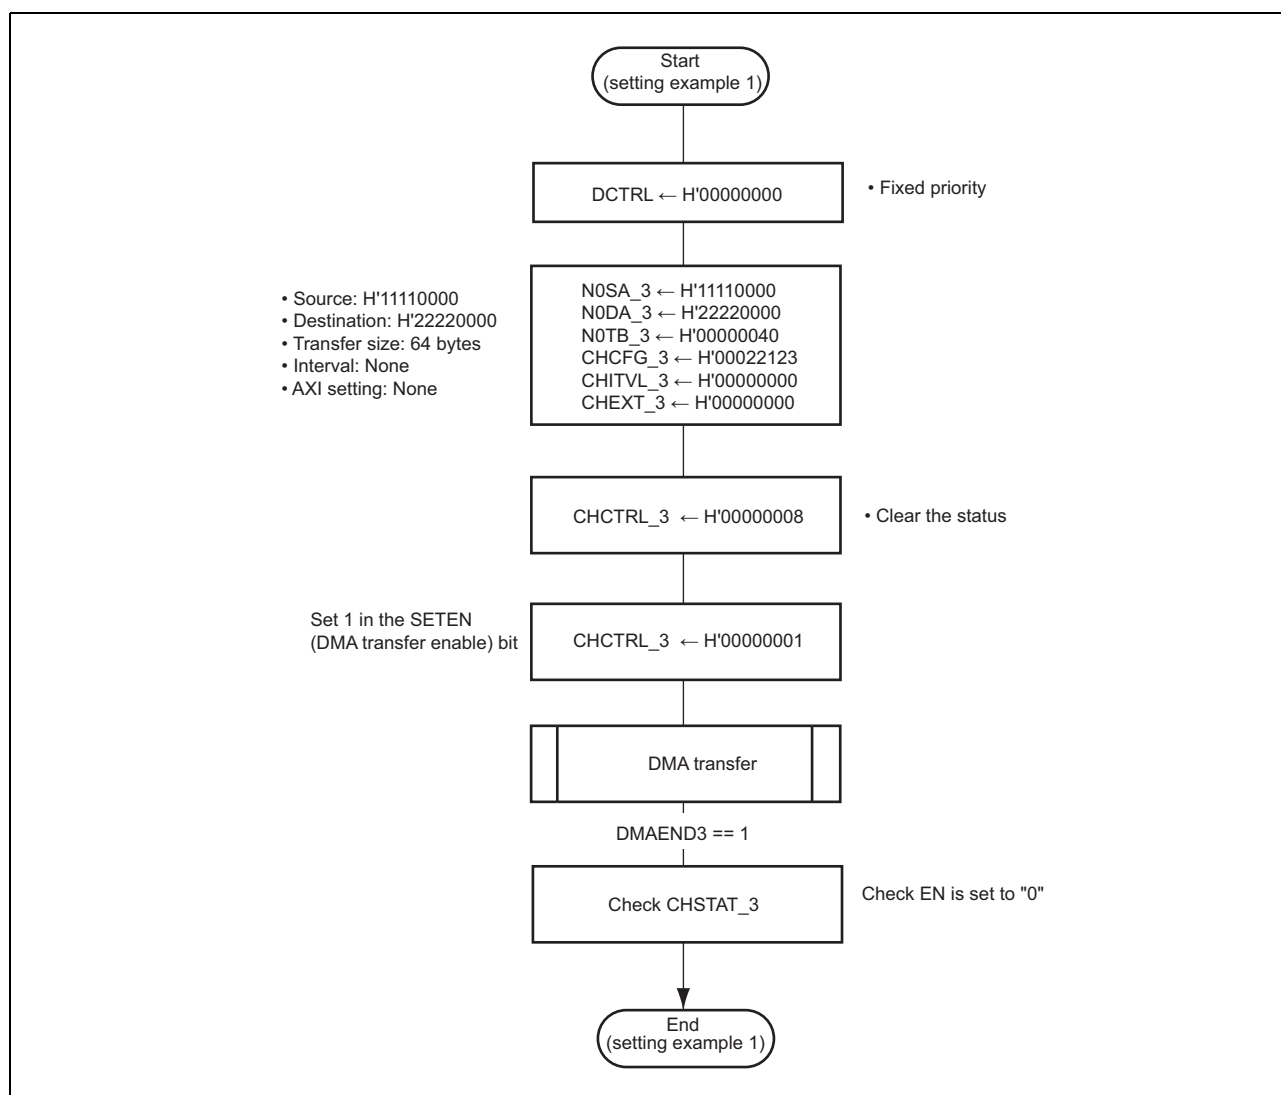 Start
(setting example 1)
DCTRL ← H'00000000
• Fixed priority
• Source: H'11110000
• Destination: H'22220000
• Transfer size: 64 bytes
• Interval: None
• AXI setting: None
N0SA_3 ← H'11110000
N0DA_3 ← H'22220000
N0TB_3 ← H'00000040
CHCFG_3 ← H'00022123
CHITVL_3 ← H'00000000
CHEXT_3 ← H'00000000
CHCTRL_3 ← H'00000008
• Clear the status
Set 1 in the SETEN
(DMA transfer enable) bit
CHCTRL_3 ← H'00000001
DMA transfer
DMAEND3 == 1
Check CHSTAT_3
Check EN is set to "0"
End
(setting example 1)